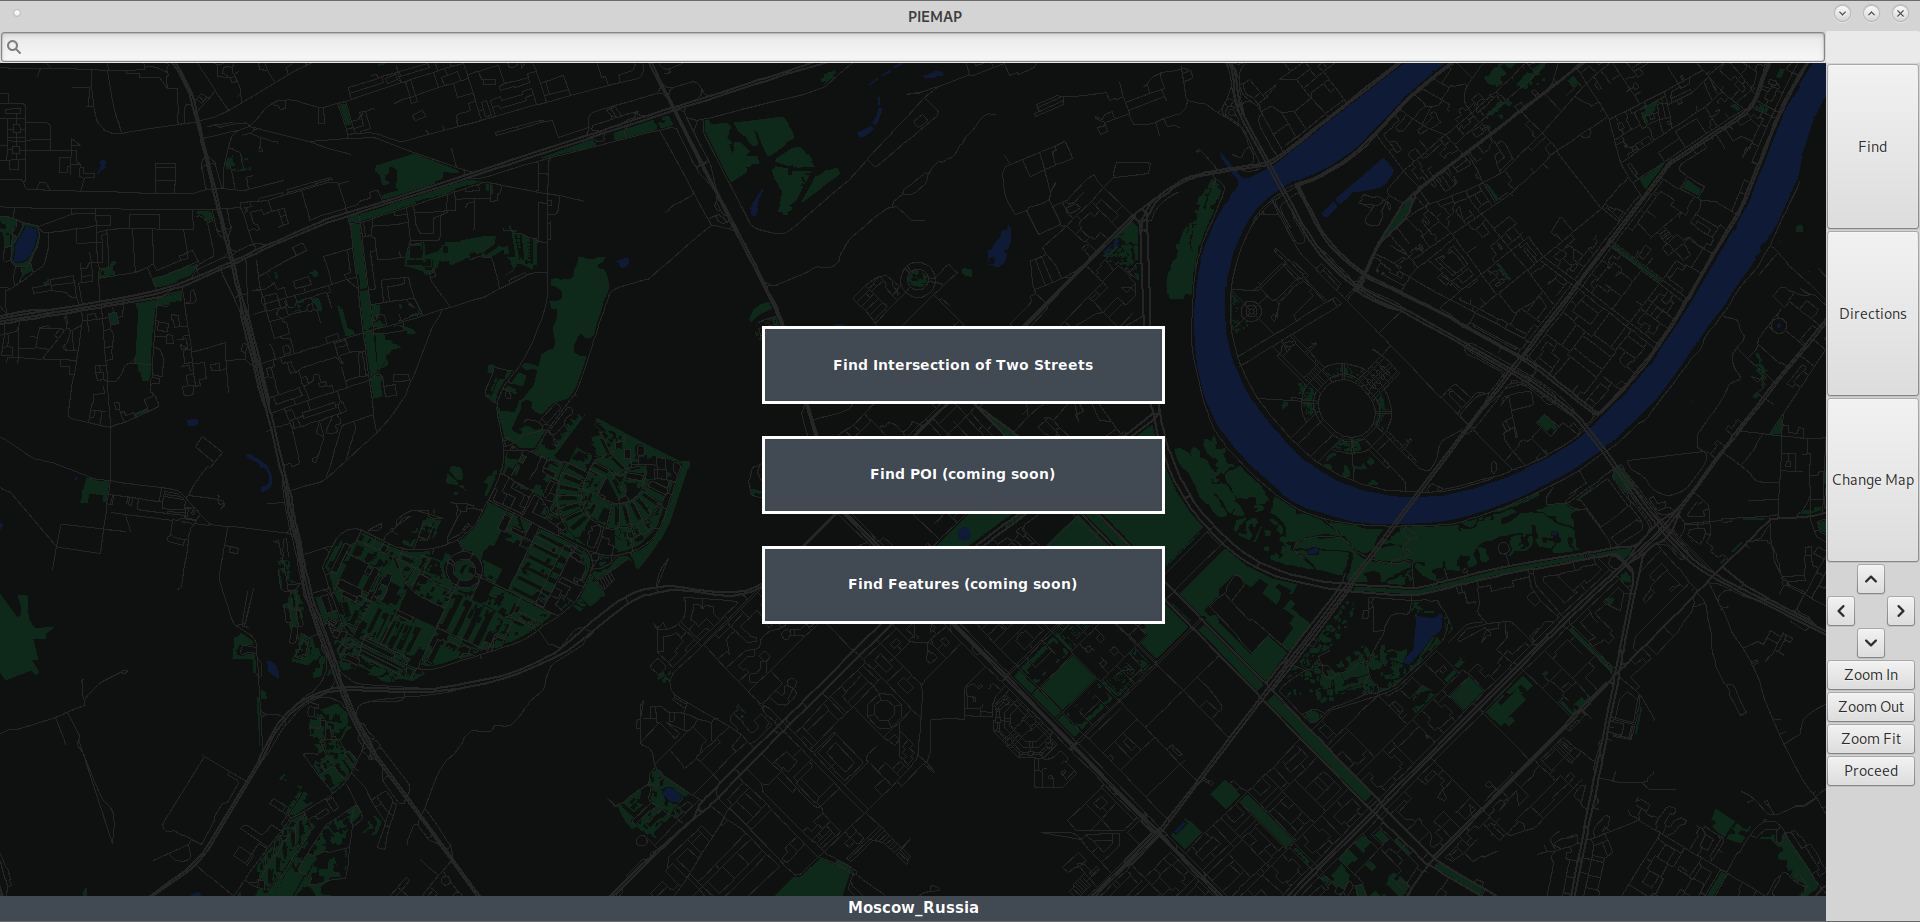 PIEMAP
Find
Directions
Change Map
Find Intersection of Two Streets
Find POI (coming soon)
Find Features (coming soon)
Zoom In
Zoom Out
Zoom Fit
Proceed
Moscow_Russia